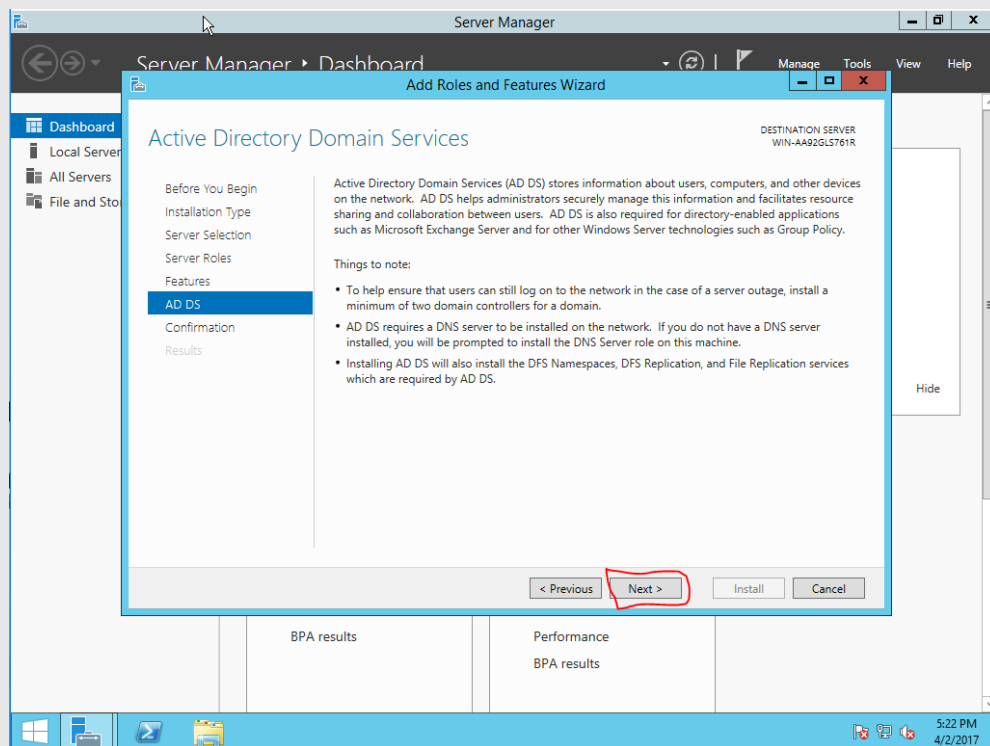 Server Manager
Server Manager • Dashboard
Manage Tools View Help
Add Roles and Features Wizard
Dashboard
Local Server
All Servers
File and Sto
Active Directory Domain Services
DESTINATION SERVER
WIN-AA92GLS761R
Before You Begin
Installation Type
Server Selection
Server Roles
Features
AD DS
Confirmation
Results
Active Directory Domain Services (AD DS) stores information about users, computers, and other devices
on the network. AD DS helps administrators securely manage this information and facilitates resource
sharing and collaboration between users. AD DS is also required for directory-enabled applications
such as Microsoft Exchange Server and for other Windows Server technologies such as Group Policy.
Things to note:
• To help ensure that users can still log on to the network in the case of a server outage, install a
minimum of two domain controllers for a domain.
• AD DS requires a DNS server to be installed on the network. If you do not have a DNS server
installed, you will be prompted to install the DNS Server role on this machine.
• Installing AD DS will also install the DFS Namespaces, DFS Replication, and File Replication services
which are required by AD DS.
Hide
< Previous Next > Install Cancel
BPA results
Performance
BPA results
5:22 PM
4/2/2017